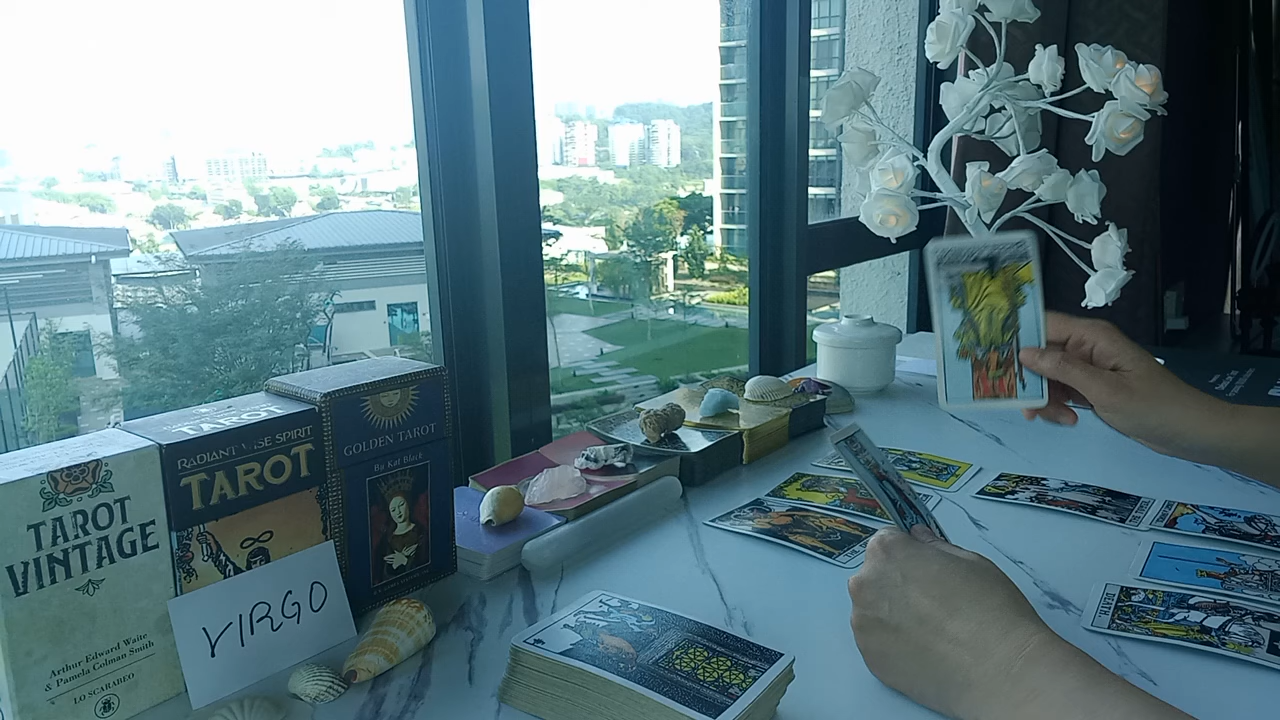 TAROT
VINTAGE
Arthur Edward Waite
& Pamela Colman Smith
LO SCARABEO
TAROT
RADIANT WISE SPIRIT
TAROT
GOLDEN TAROT
By Kat Black
VIRGO